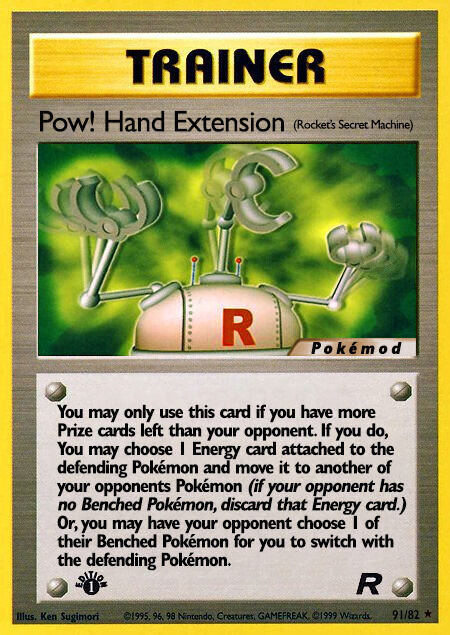 TRAINER
Pow! Hand Extension (Rocket's Secret Machine)
R
Pokémod
You may only use this card if you have more
Prize cards left than your opponent. If you do,
You may choose 1 Energy card attached to the
defending Pokémon and move it to another of
your opponents Pokémon (if your opponent has
no Benched Pokémon, discard that Energy card.)
Or, you may have your opponent choose 1 of
their Benched Pokémon for you to switch with
the defending Pokémon.
EDITION
1
R
Illus. Ken Sugimori ©1995, 96, 98 Nintendo, Creatures, GAMEFREAK. ©1999 Wizards. 91/82 ★